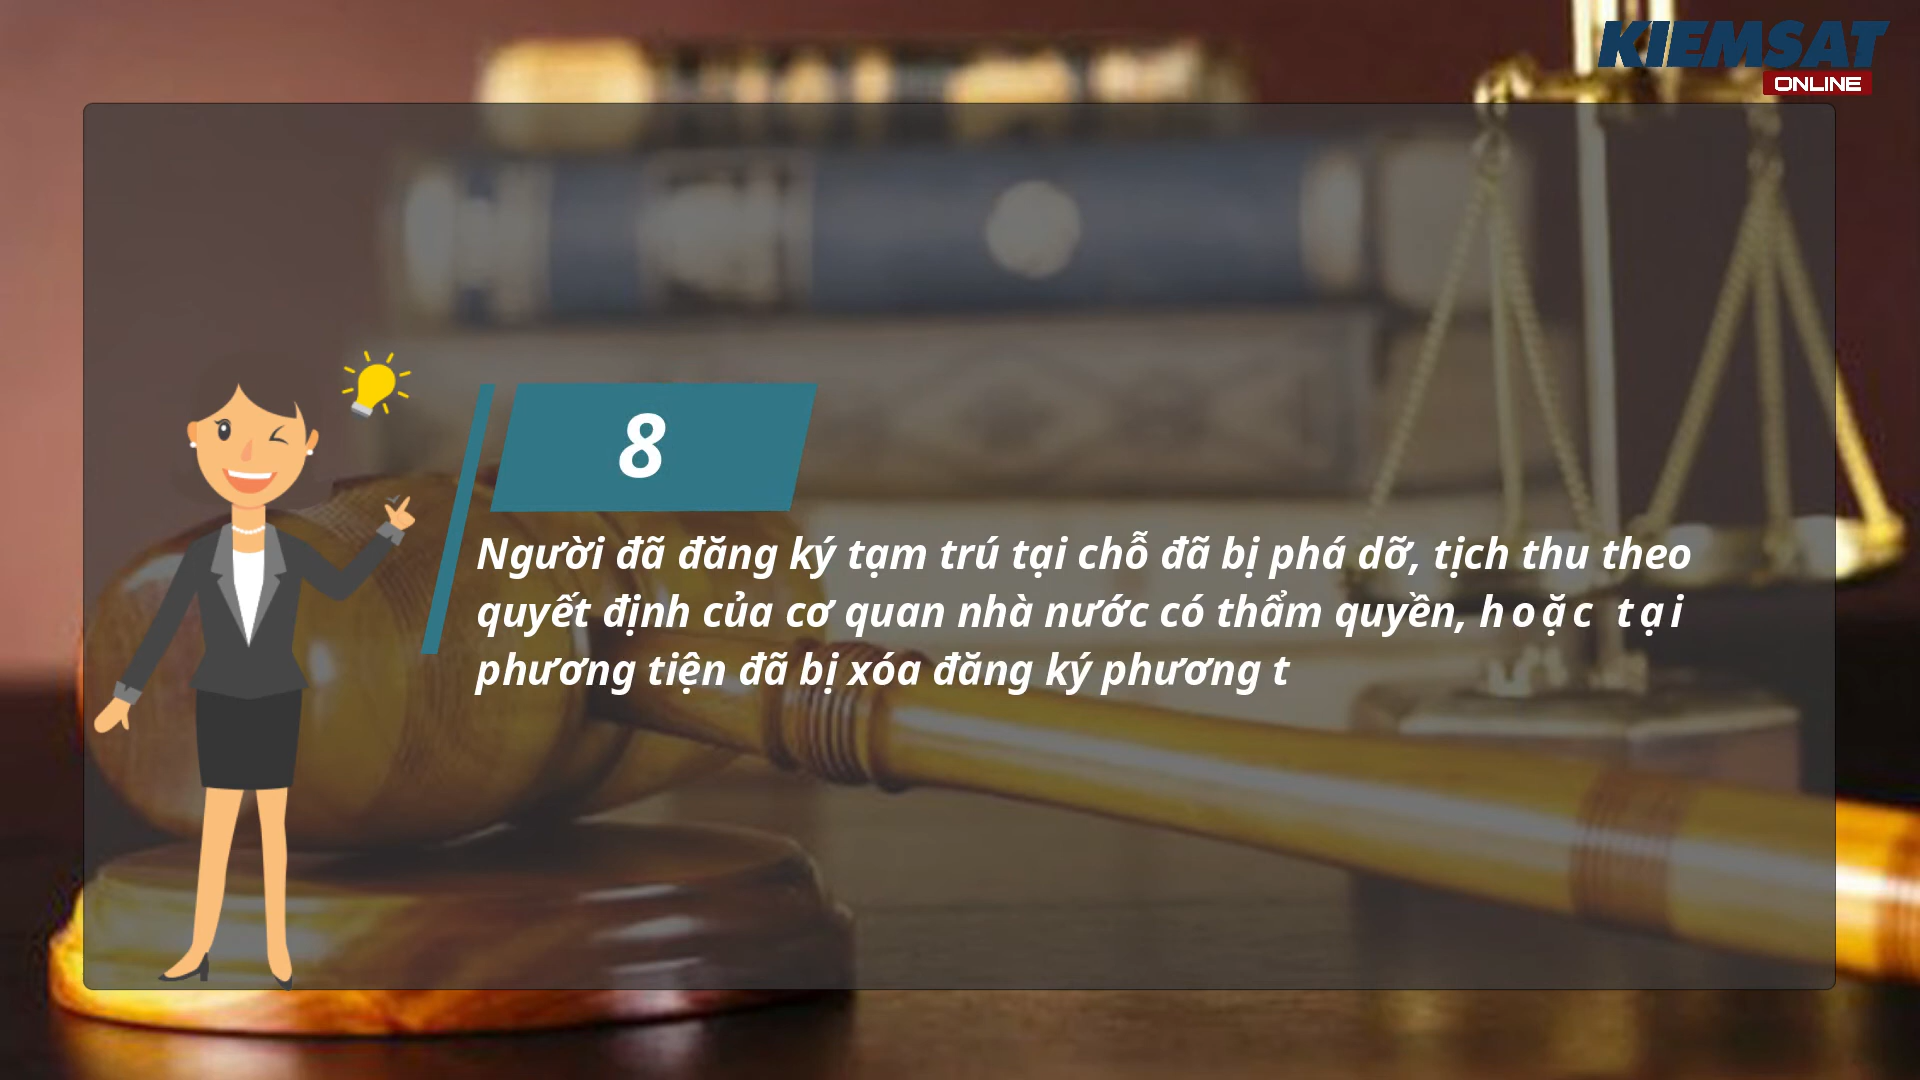 KIEMSAT
ONLINE
8
Người đã đăng ký tạm trú tại chỗ đã bị phá dỡ, tịch thu theo
quyết định của cơ quan nhà nước có thẩm quyền, hoặc tại
phương tiện đã bị xóa đăng ký phương t